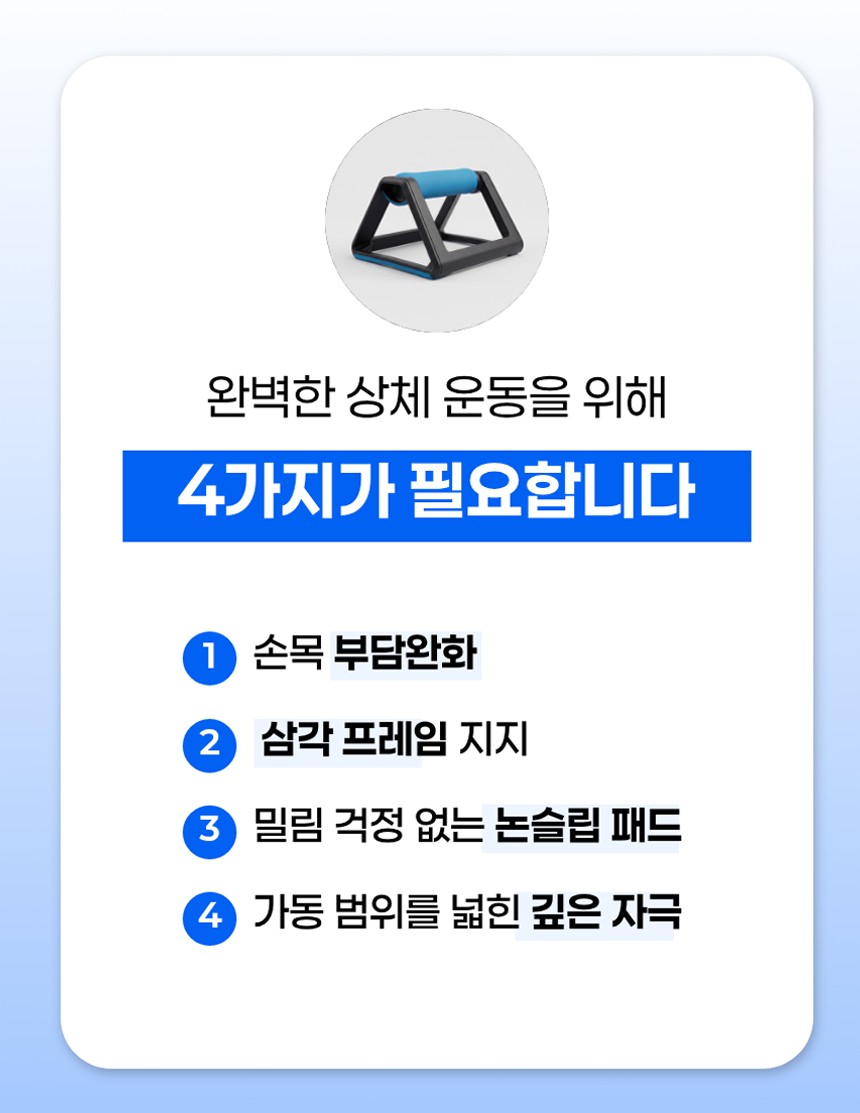 완벽한 상체 운동을 위해
4가지가 필요합니다
1 손목 부담완화
2 삼각 프레임 지지
3 밀림 걱정 없는 논슬립 패드
4 가동 범위를 넓힌 깊은 자극